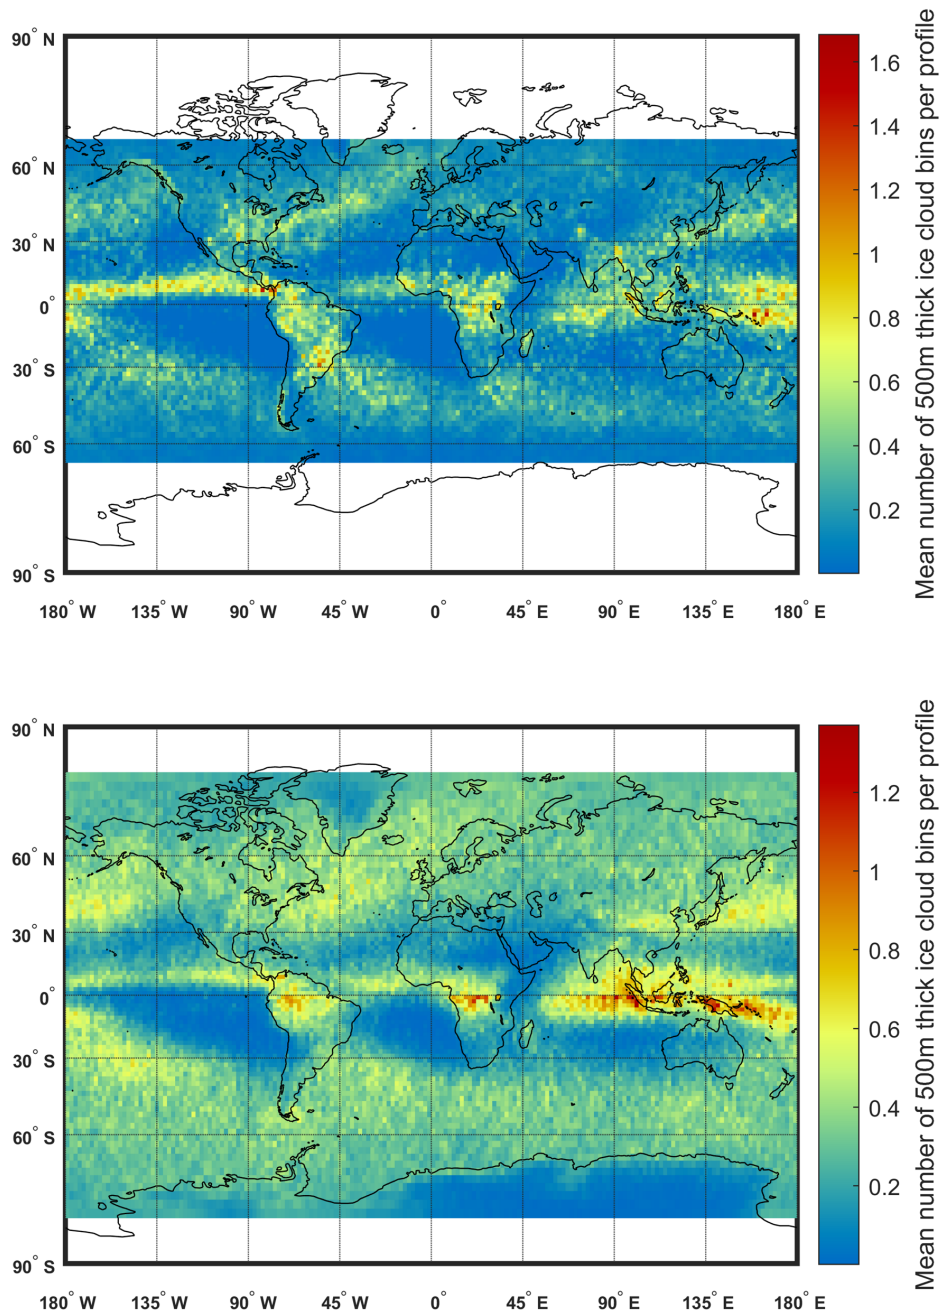 90° N
60° N
30° N
0°
30° S
60° S
90° S
180° W 135° W 90° W 45° W 0° 45° E 90° E 135° E 180° E
1.6
1.4
1.2
1
0.8
0.6
0.4
0.2
Mean number of 500m thick ice cloud bins per profile
90° N
60° N
30° N
0°
30° S
60° S
90° S
180° W 135° W 90° W 45° W 0° 45° E 90° E 135° E 180° E
1.2
1
0.8
0.6
0.4
0.2
Mean number of 500m thick ice cloud bins per profile